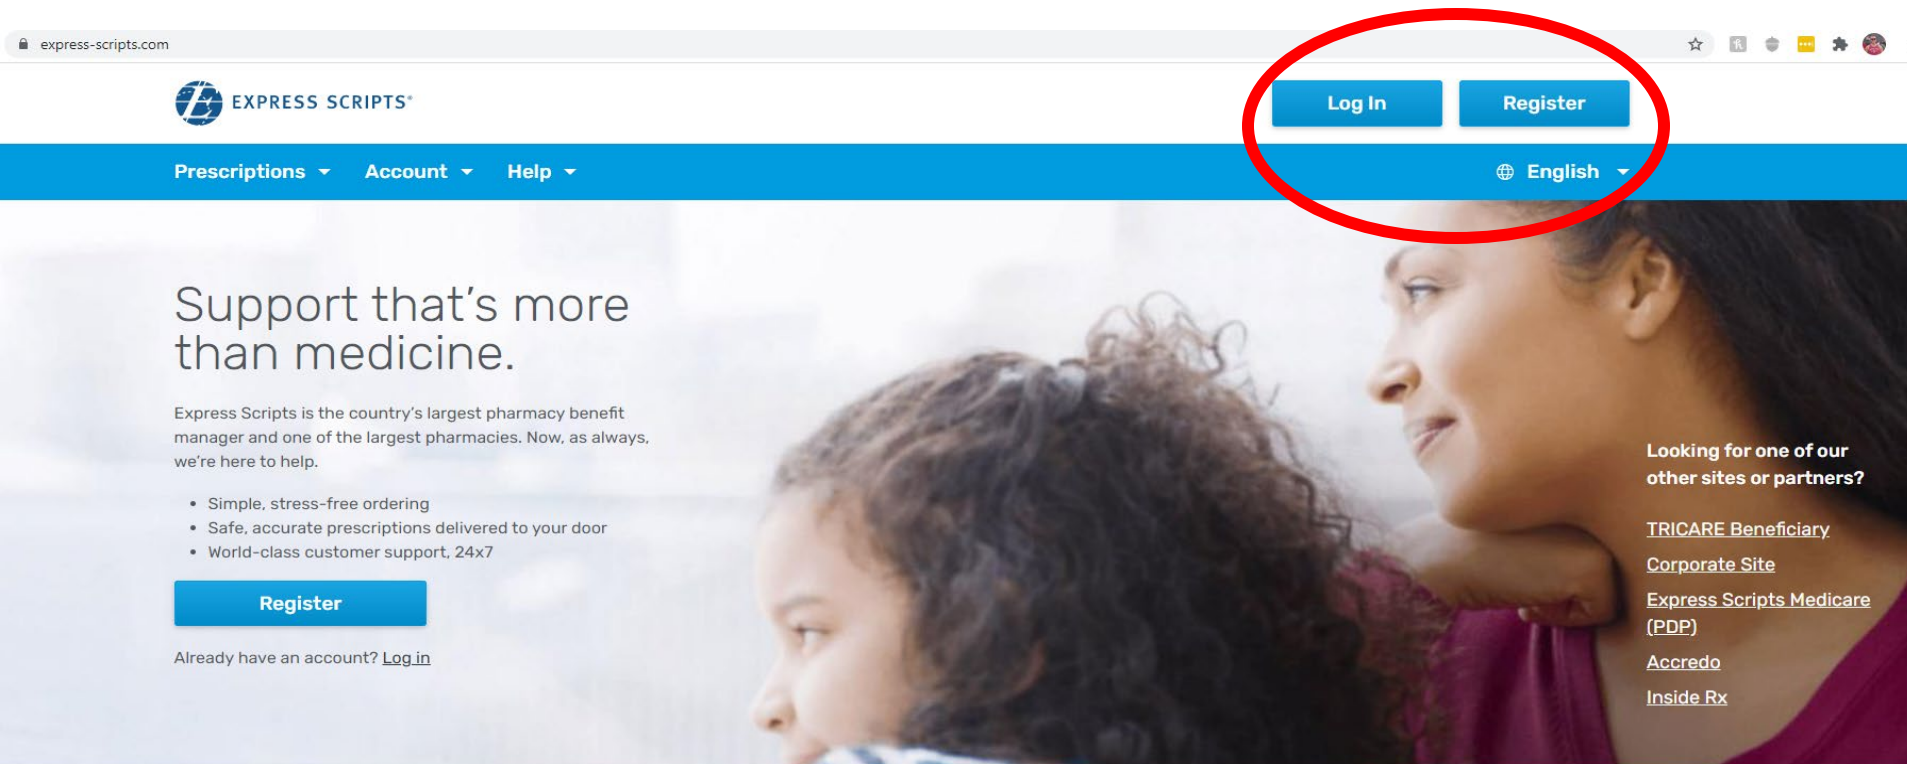 express-scripts.com
EXPRESS SCRIPTS®
Log In
Register
Prescriptions
Account
Help
English
Support that's more
than medicine.
Express Scripts is the country's largest pharmacy benefit
manager and one of the largest pharmacies. Now, as always,
we're here to help.
• Simple, stress-free ordering
• Safe, accurate prescriptions delivered to your door
• World-class customer support, 24x7
Register
Already have an account? Log in
Looking for one of our
other sites or partners?
TRICARE Beneficiary
Corporate Site
Express Scripts Medicare
(PDP)
Accredo
Inside Rx